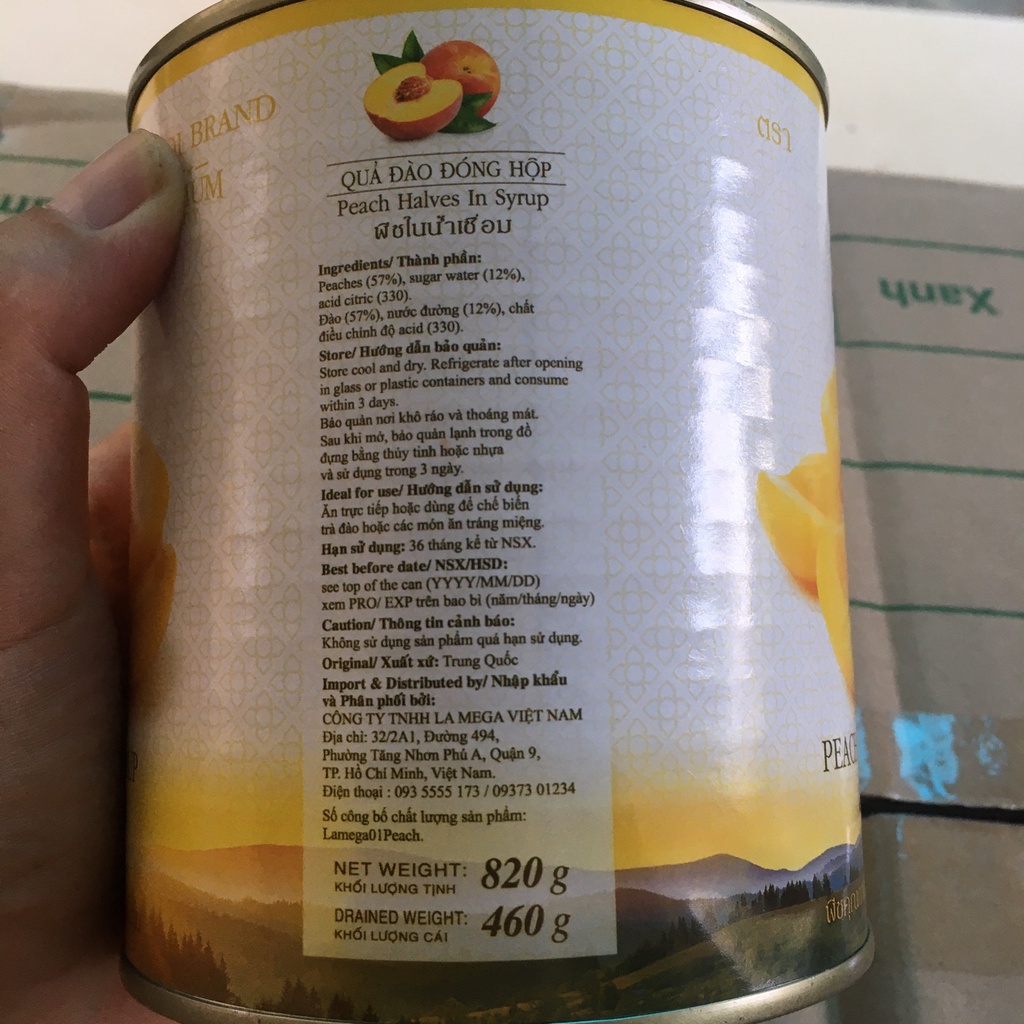 BRAND
ตรา
QUẢ ĐÀO ĐÓNG HỘP
Peach Halves In Syrup
พีชในน้ำเชื่อม
Ingredients/ Thành phần:
Peaches (57%), sugar water (12%),
acid citric (330).
Đào (57%), nước đường (12%), chất
điều chỉnh độ acid (330).
Store/ Hướng dẫn bảo quản:
Store cool and dry. Refrigerate after opening
in glass or plastic containers and consume
within 3 days.
Bảo quản nơi khô ráo và thoáng mát.
Sau khi mở, bảo quản lạnh trong đồ
đựng bằng thủy tinh hoặc nhựa
và sử dụng trong 3 ngày.
Ideal for use/ Hướng dẫn sử dụng:
Ăn trực tiếp hoặc dùng để chế biến
trà đào hoặc các món ăn tráng miệng.
Hạn sử dụng: 36 tháng kể từ NSX.
Best before date/ NSX/HSD:
see top of the can (YYYY/MM/DD)
xem PRO/ EXP trên bao bì (năm/tháng/ngày)
Caution/ Thông tin cảnh báo:
Không sử dụng sản phẩm quá hạn sử dụng.
Original/ Xuất xứ: Trung Quốc
Import & Distributed by/ Nhập khẩu
và Phân phối bởi:
CÔNG TY TNHH LA MEGA VIỆT NAM
Địa chỉ: 32/2A1, Đường 494,
Phường Tăng Nhơn Phú A, Quận 9,
TP. Hồ Chí Minh, Việt Nam.
Điện thoại : 093 5555 173 / 09373 01234
Số công bố chất lượng sản phẩm:
Lamega01Peach.
NET WEIGHT: 820 g
KHỐI LƯỢNG TỊNH
DRAINED WEIGHT: 460 g
KHỐI LƯỢNG CÁI
Xanh